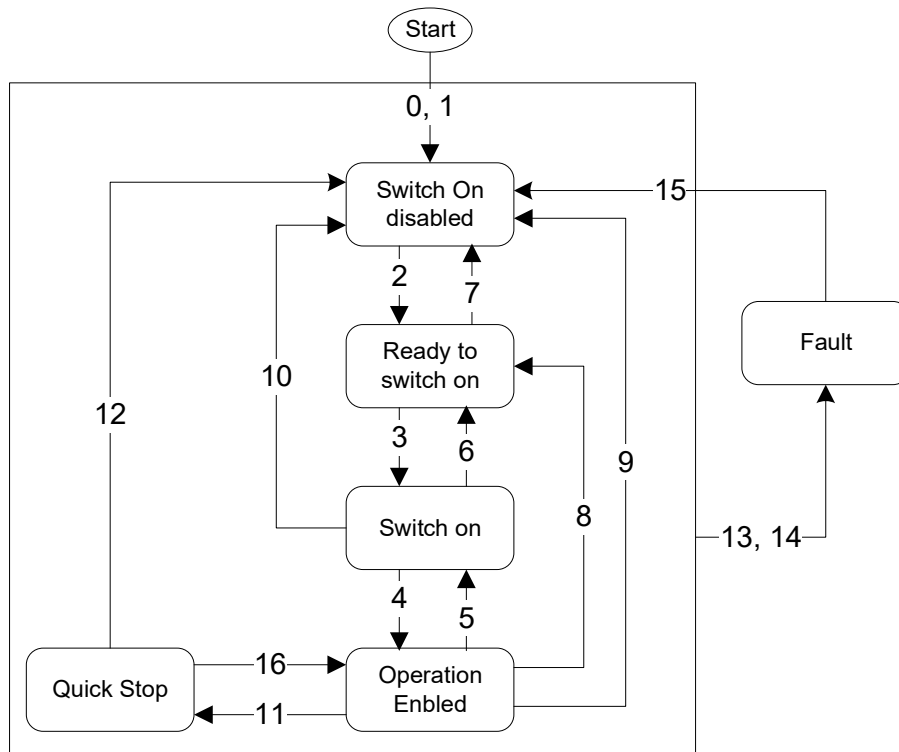 Start
0, 1
Switch On
disabled
15
2
7
Ready to
switch on
Fault
10
12
3
6
9
8
Switch on
13, 14
4
5
16
Quick Stop
Operation
Enbled
11